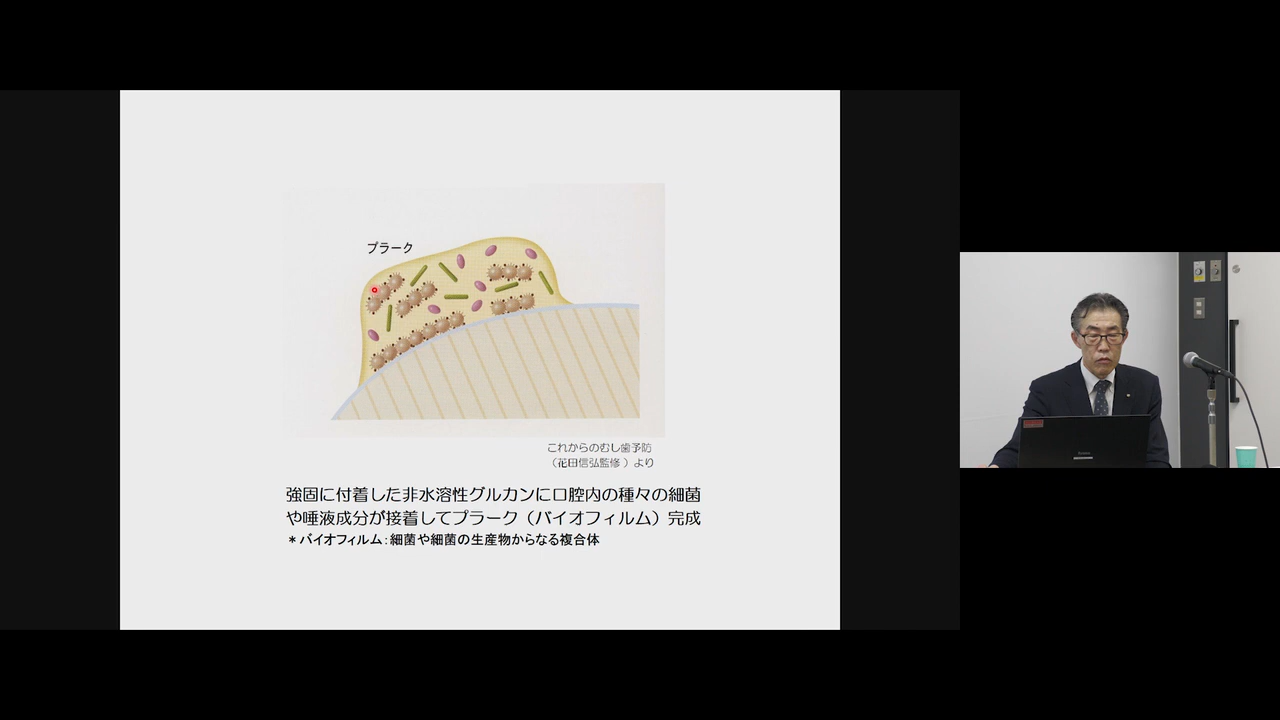 プラーク
これからのむし歯予防
（花田信弘監修 ）より
強固に付着した非水溶性グルカンに口腔内の種々の細菌
や唾液成分が接着してプラーク（バイオフィルム）完成
＊バイオフィルム：細菌や細菌の生産物からなる複合体